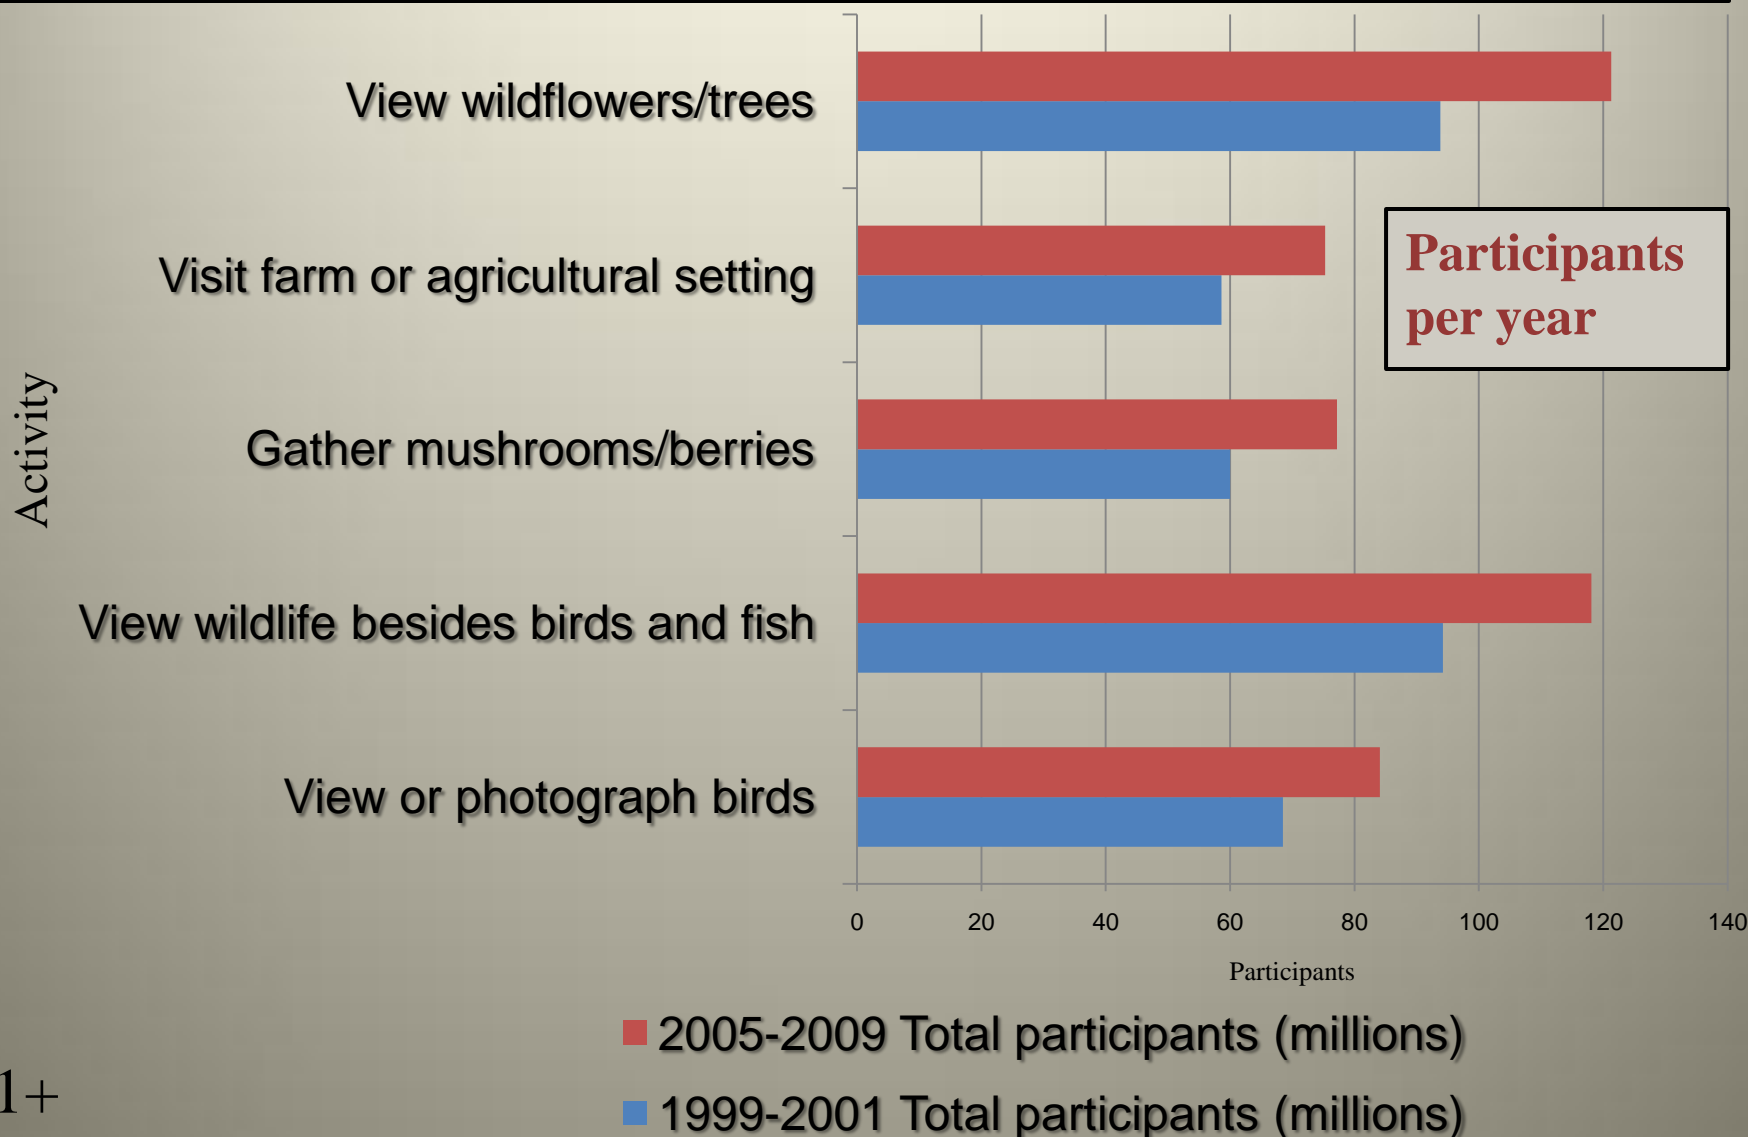 View wildflowers/trees
Visit farm or agricultural setting
Participants
per year
Activity
Gather mushrooms/berries
View wildlife besides birds and fish
View or photograph birds
0 20 40 60 80 100 120 140
Participants
2005-2009 Total participants (millions)
1999-2001 Total participants (millions)
1+